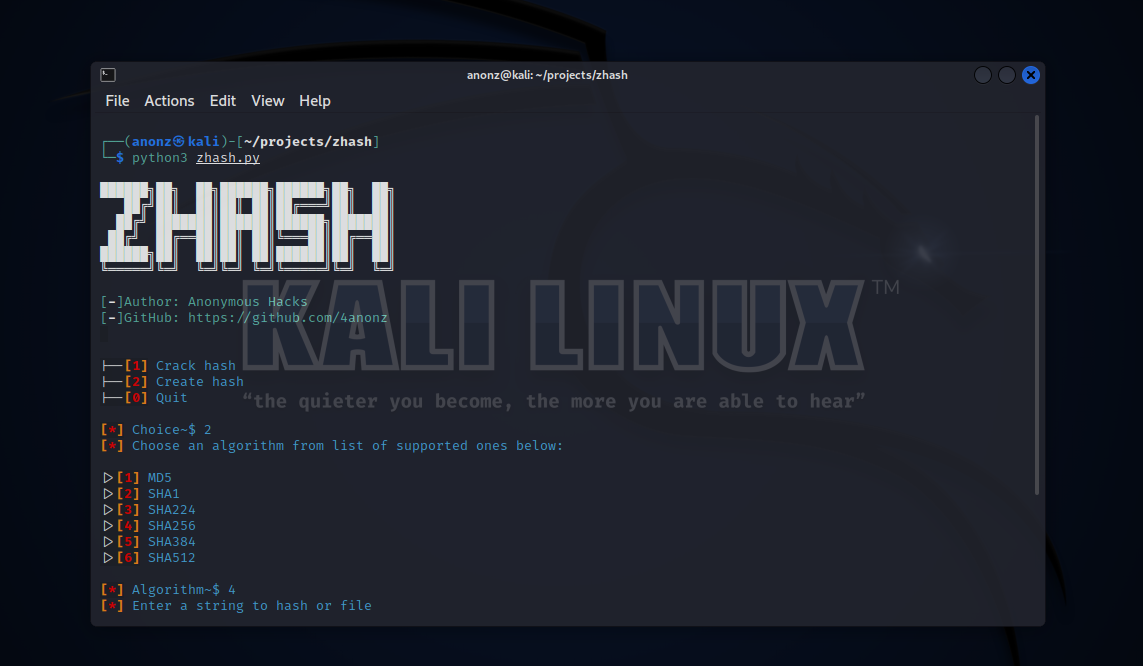 anonz@kali: ~/projects/zhash
File Actions Edit View Help
┌──(anonz㉿kali)-[~/projects/zhash]
└─$ python3 zhash.py
ZHASH
[-]Author: Anonymous Hacks
[-]GitHub: https://github.com/4anonz
KALI LINUX™
├──[1] Crack hash
├──[2] Create hash
├──[0] Quit
“the quieter you become, the more you are able to hear”
[*] Choice~$ 2
[*] Choose an algorithm from list of supported ones below:
▷[1] MD5
▷[2] SHA1
▷[3] SHA224
▷[4] SHA256
▷[5] SHA384
▷[6] SHA512
[*] Algorithm~$ 4
[*] Enter a string to hash or file